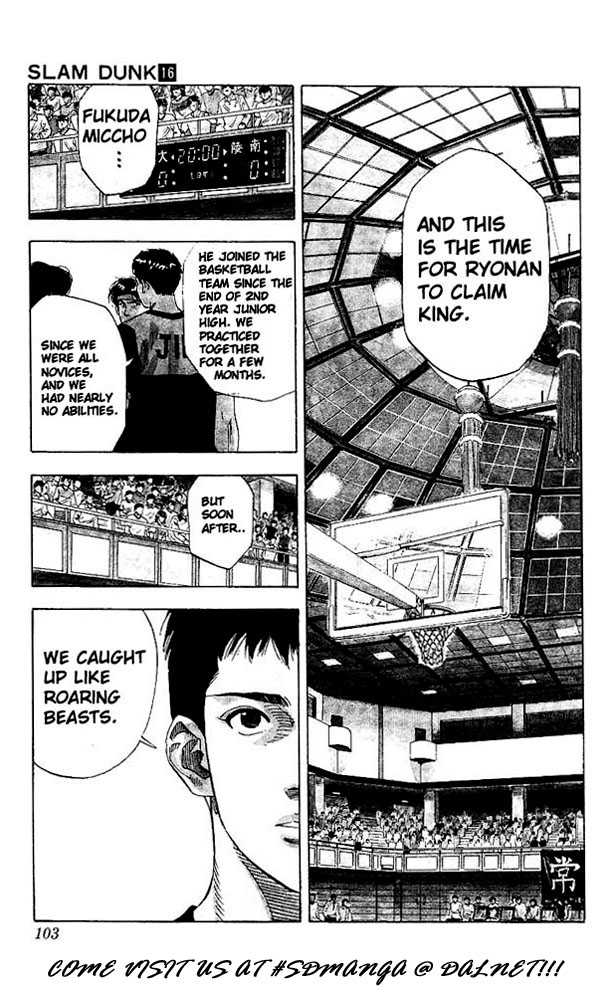 SLAM DUNK 16
AND THIS
IS THE TIME
FOR RYONAN
TO CLAIM
KING.
常
FUKUDA
MICCHO
...
大 20:00 陵南
0 0
HE JOINED THE
BASKETBALL
TEAM SINCE THE
END OF 2ND
YEAR JUNIOR
HIGH. WE
PRACTICED
TOGETHER
FOR A FEW
MONTHS.
SINCE WE
WERE ALL
NOVICES,
AND WE
HAD NEARLY
NO ABILITIES.
BUT
SOON
AFTER..
WE CAUGHT
UP LIKE
ROARING
BEASTS.
103
COME VISIT US AT #SDMANGA @ DALNET!!!